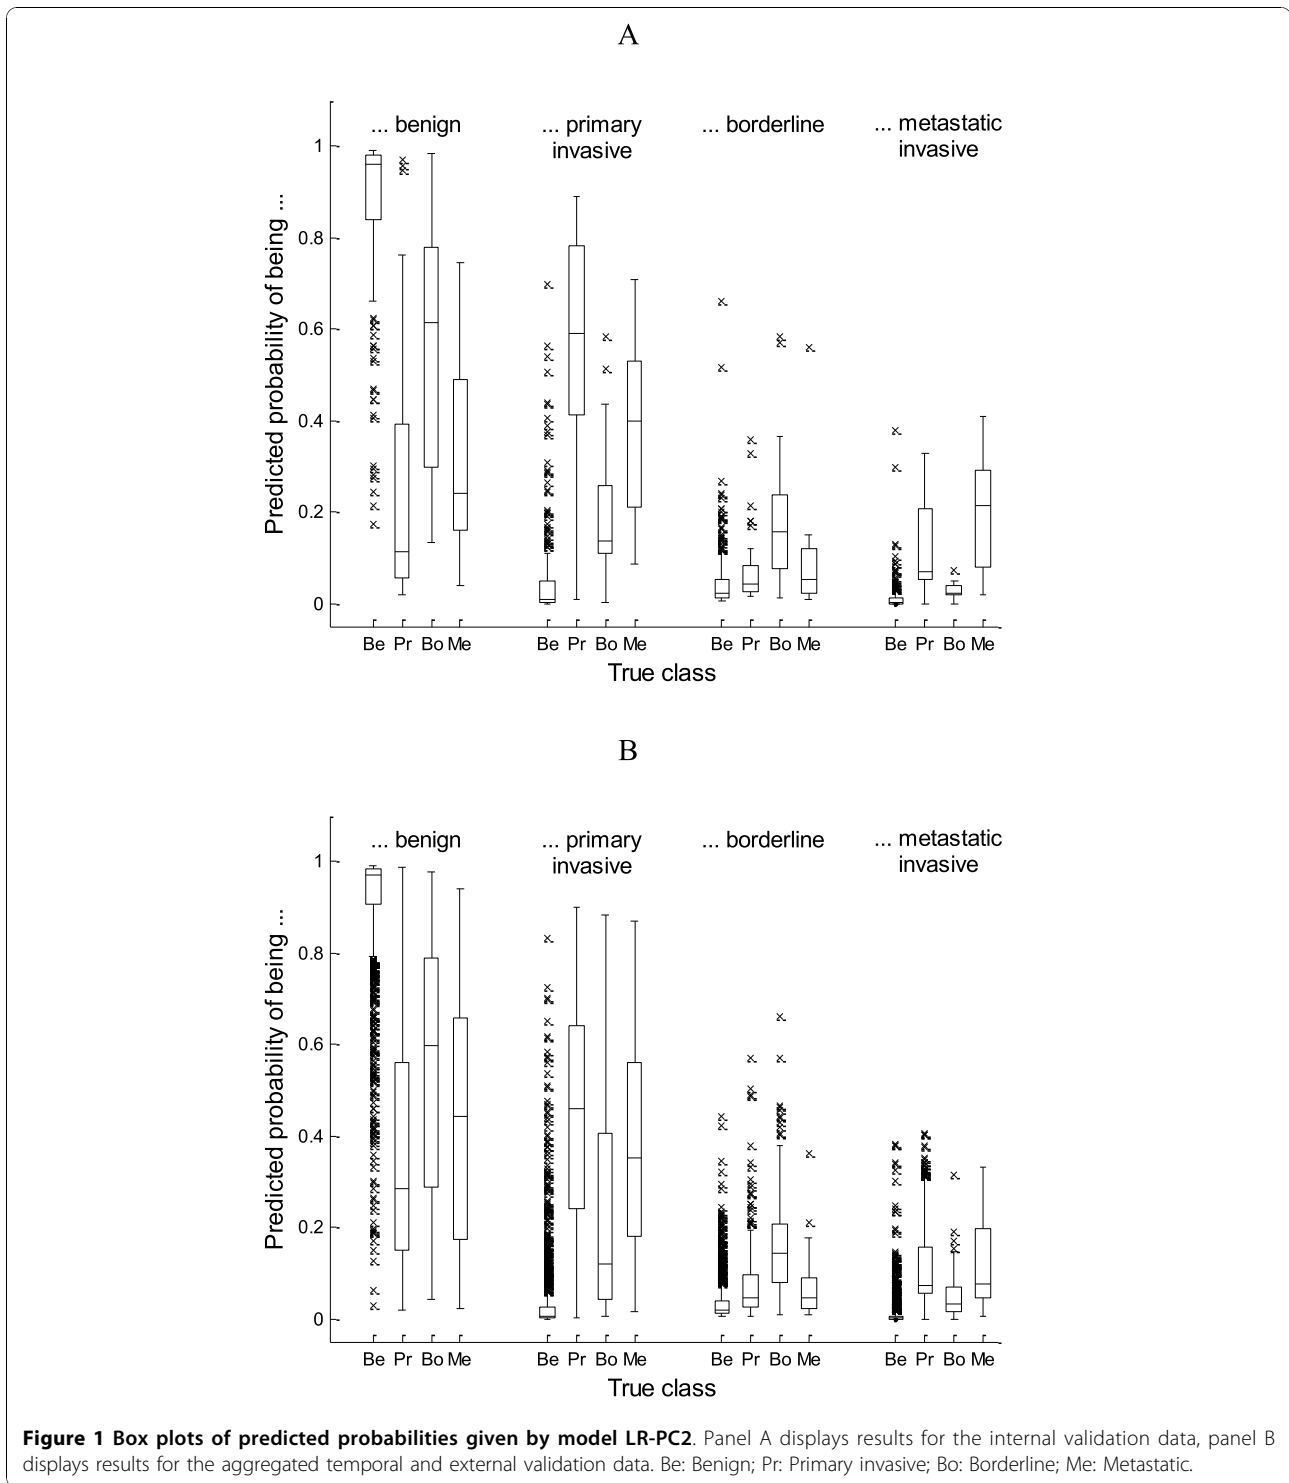 A
... benign ... primary ... borderline ... metastatic
invasive invasive
Predicted probability of being ...
1
0.8
0.6
0.4
0.2
0
Be Pr Bo Me Be Pr Bo Me Be Pr Bo Me Be Pr Bo Me
True class
B
... benign ... primary ... borderline ... metastatic
invasive invasive
Predicted probability of being ...
1
0.8
0.6
0.4
0.2
0
Be Pr Bo Me Be Pr Bo Me Be Pr Bo Me Be Pr Bo Me
True class
Figure 1 Box plots of predicted probabilities given by model LR-PC2. Panel A displays results for the internal validation data, panel B
displays results for the aggregated temporal and external validation data. Be: Benign; Pr: Primary invasive; Bo: Borderline; Me: Metastatic.